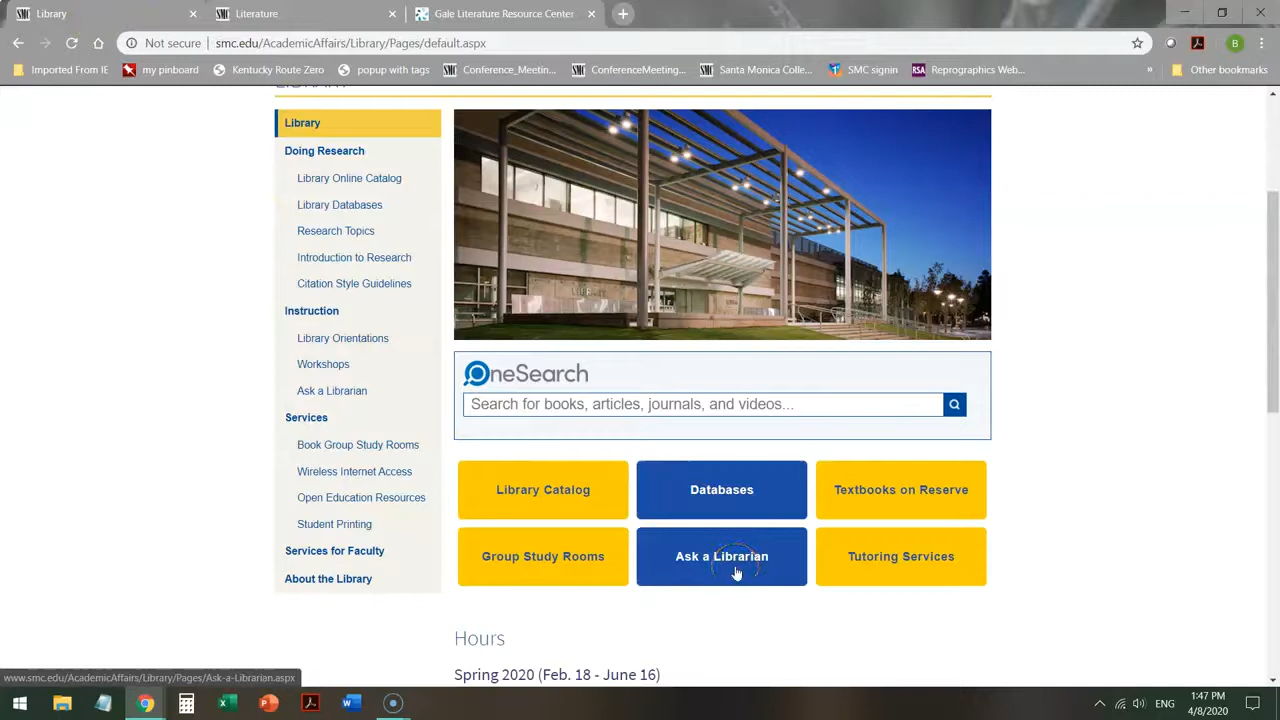 Library
Literature
Gale Literature Resource Center
Not secure smc.edu/AcademicAffairs/Library/Pages/default.aspx
B
Imported From IE
my pinboard
Kentucky Route Zero
popup with tags
SMC Conference_Meetin...
SMC ConferenceMeeting...
SMC Santa Monica Colle...
SMC signin
RSA Reprographics Web...
»
Other bookmarks
LIBRARY
Library
Doing Research
Library Online Catalog
Library Databases
Research Topics
Introduction to Research
Citation Style Guidelines
Instruction
Library Orientations
Workshops
Ask a Librarian
Services
Book Group Study Rooms
Wireless Internet Access
Open Education Resources
Student Printing
Services for Faculty
About the Library
OneSearch
Search for books, articles, journals, and videos...
Library Catalog
Databases
Textbooks on Reserve
Group Study Rooms
Ask a Librarian
Tutoring Services
Hours
Spring 2020 (Feb. 18 - June 16)
www.smc.edu/AcademicAffairs/Library/Pages/Ask-a-Librarian.aspx
ENG
1:47 PM
4/8/2020